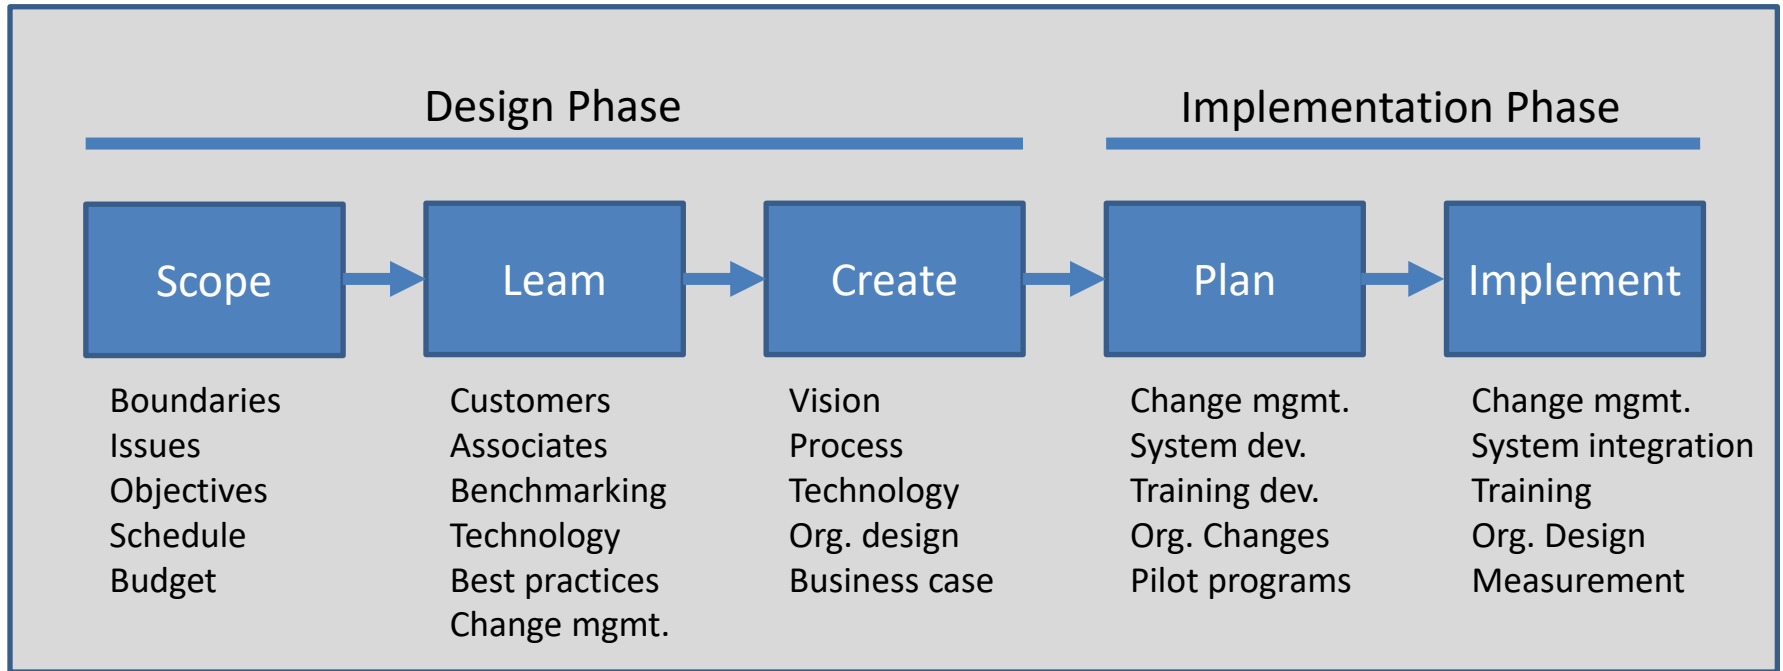 Design Phase
Implementation Phase
Scope
Leam
Create
Plan
Implement
Boundaries
Issues
Objectives
Schedule
Budget
Customers
Associates
Benchmarking
Technology
Best practices
Change mgmt.
Vision
Process
Technology
Org. design
Business case
Change mgmt.
System dev.
Training dev.
Org. Changes
Pilot programs
Change mgmt.
System integration
Training
Org. Design
Measurement